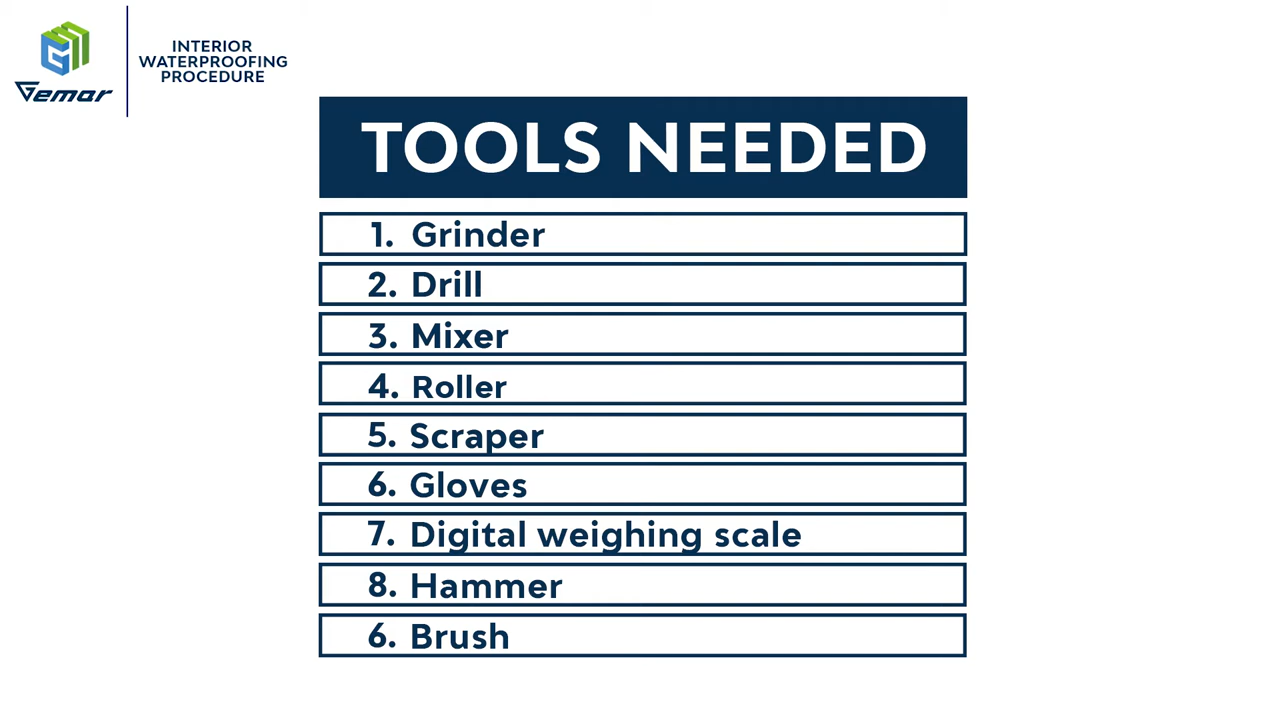 Gemar
INTERIOR
WATERPROOFING
PROCEDURE
TOOLS NEEDED
1. Grinder
2. Drill
3. Mixer
4. Roller
5. Scraper
6. Gloves
7. Digital weighing scale
8. Hammer
6. Brush